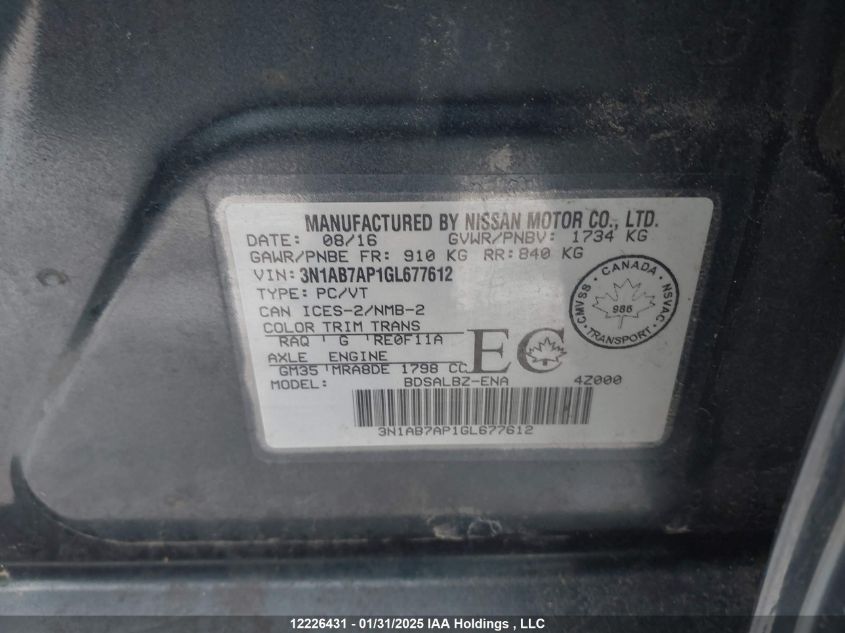 MANUFACTURED BY NISSAN MOTOR CO., LTD.
DATE: 08/16 GVWR/PNBV: 1734 KG
GAWR/PNBE FR: 910 KG RR: 840 KG
VIN: 3N1AB7AP1GL677612
TYPE: PC/VT
CAN ICES-2/NMB-2
COLOR TRIM TRANS
RAQ G RE0F11A
AXLE ENGINE
GM35 MRA8DE 1798 CC
EC
MODEL: BDSALBZ-ENA 4Z000
3N1AB7AP1GL677612
CANADA
CMVSS NSVAC
986
TRANSPORT
12226431 - 01/31/2025 IAA Holdings , LLC